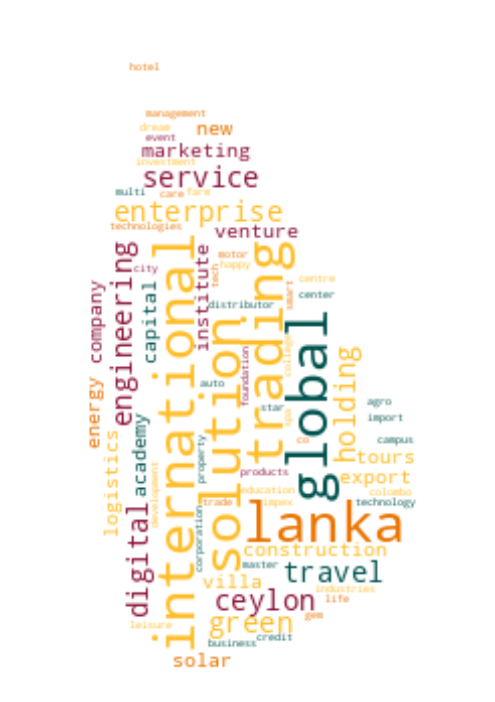 hotel
management
dream
new
event
marketing
investment
service
multi
care
farm
enterprise
technologies
venture
international
trading
engineering
institute
motor
happy
city
tech
company
capital
centre
smart
center
distributor
global
solution
college
holding
foundation
auto
energy
star
spa
agro
import
academy
logistics
co
campus
property
tours
development
products
export
education
colombo
trade
impex
technology
lanka
digital
corporation
construction
master
travel
villa
industries
ceylon
life
gem
green
leisure
credit
business
solar